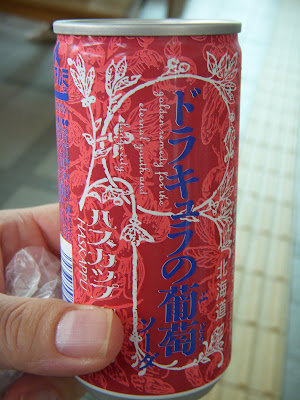 ドラキュラの葡萄
ソーダ
北海道
golden remedy for the
eternal youth and
longevity
ハスカップ